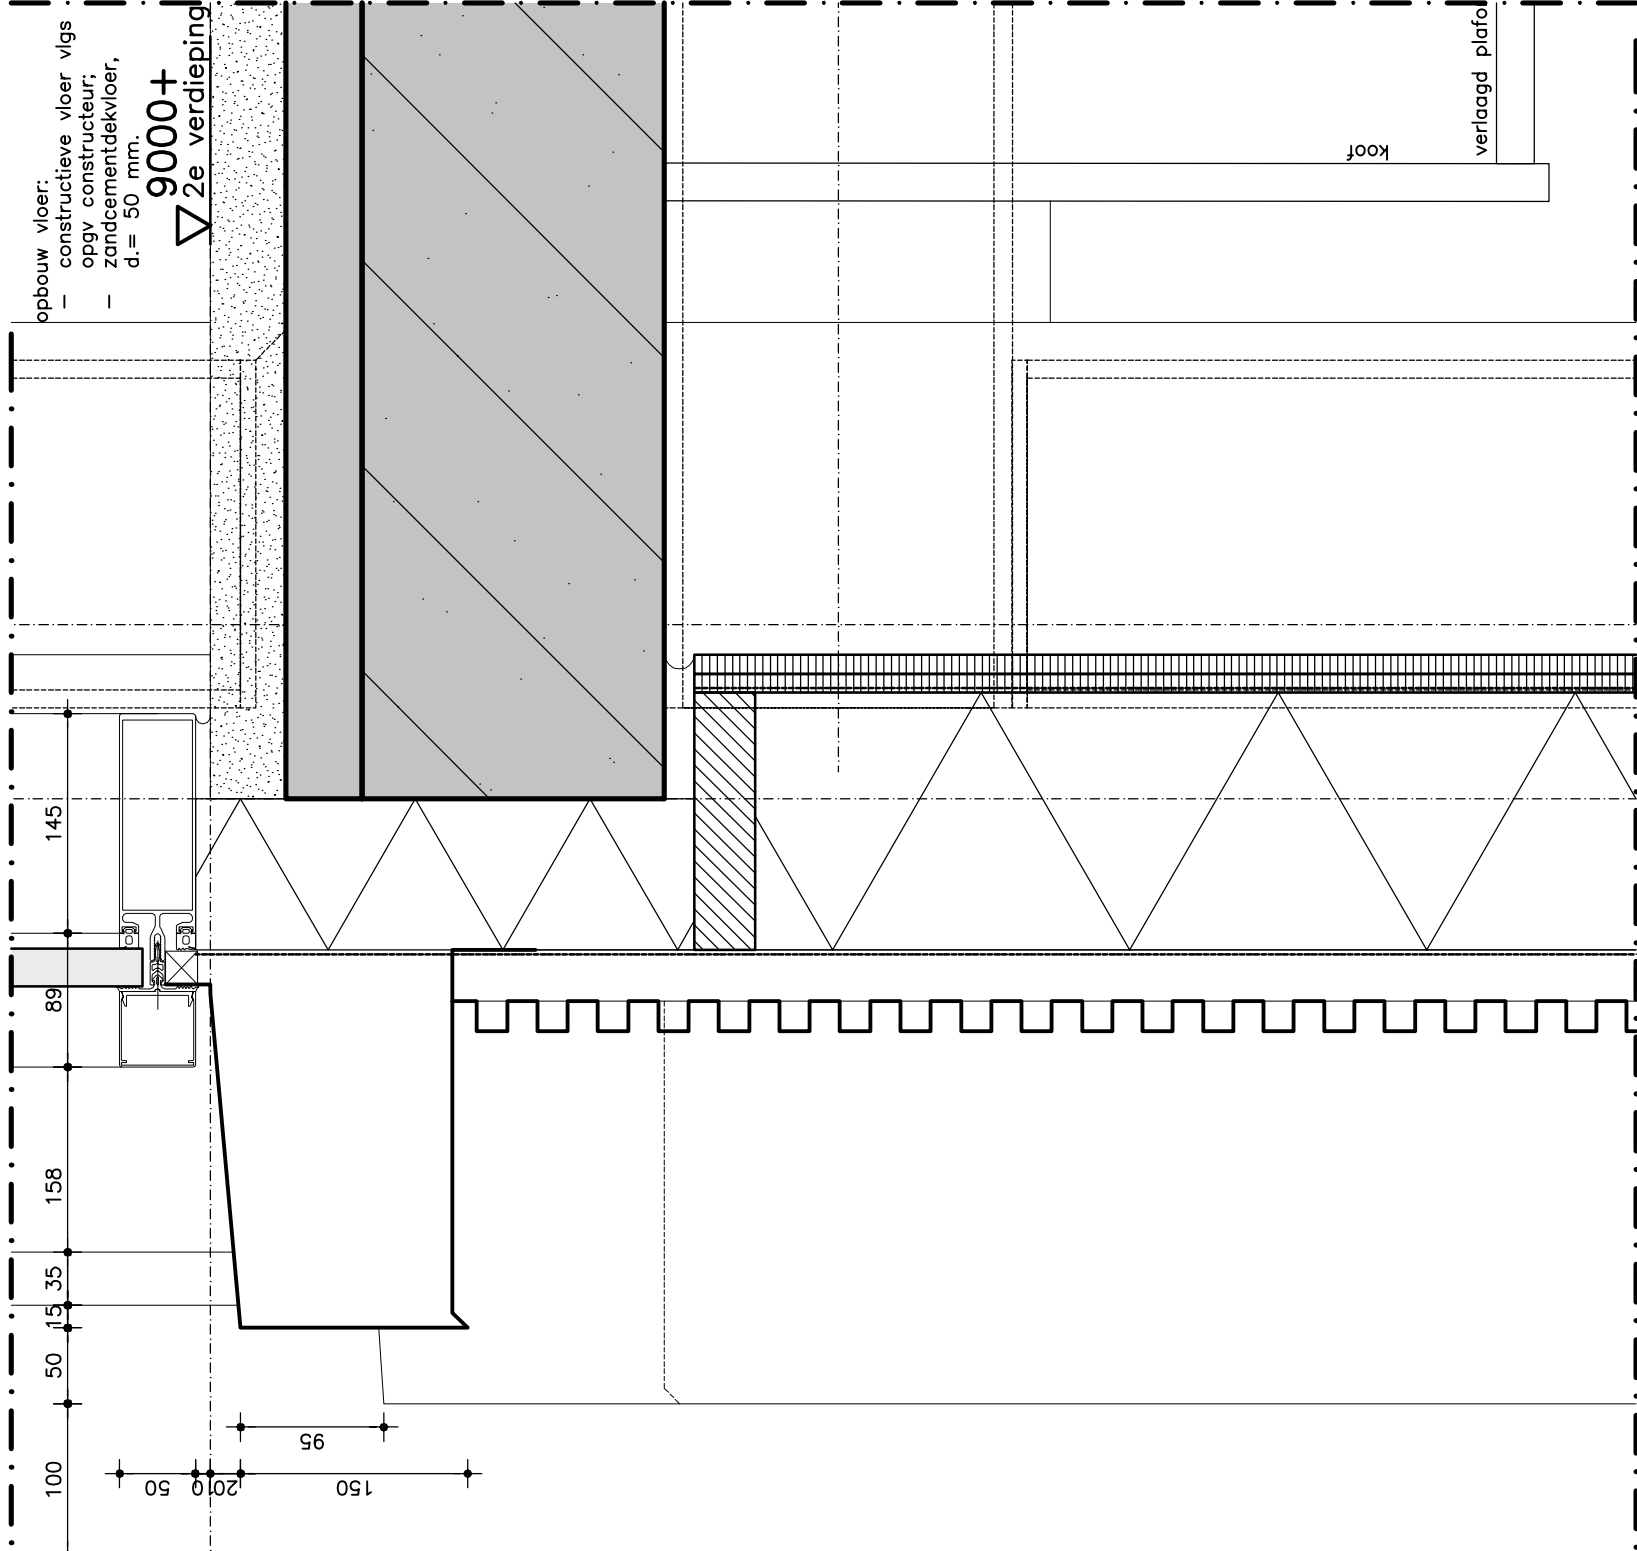 opbouw vloer:
- constructieve vloer vlgs
opgv constructeur;
- zandcementdekvloer,
d.= 50 mm.
9000+
2e verdieping
koof
verlaagd plafo
145
89
158
35
15
50
100
95
50
10
20
150